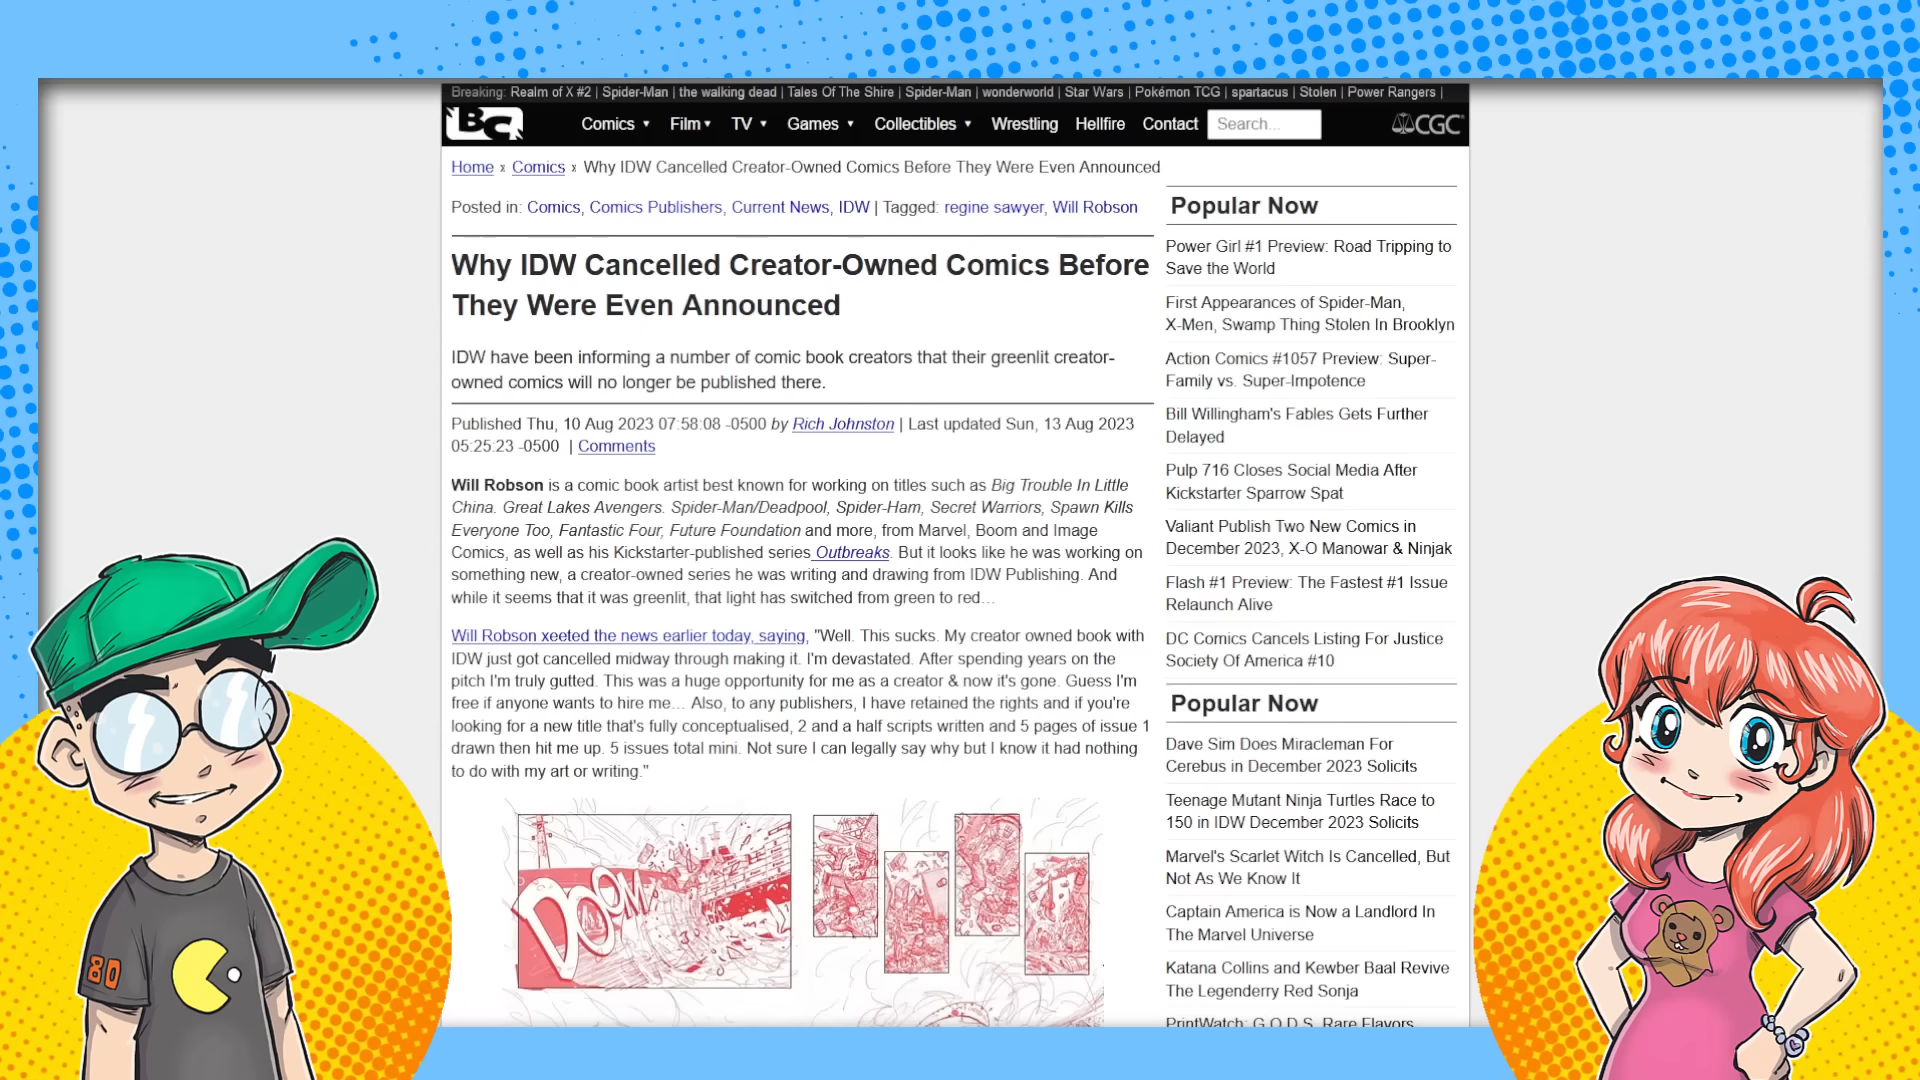 Breaking: Realm of X #2 | Spider-Man | the walking dead | Tales Of The Shire | Spider-Man | wonderworld | Star Wars | Pokémon TCG | spartacus | Stolen | Power Rangers |
BC
Comics
Film
TV
Games
Collectibles
Wrestling
Hellfire
Contact
Search...
CGC
Home x Comics x Why IDW Cancelled Creator-Owned Comics Before They Were Even Announced
Posted in: Comics, Comics Publishers, Current News, IDW | Tagged: regine sawyer, Will Robson
Why IDW Cancelled Creator-Owned Comics Before
They Were Even Announced
IDW have been informing a number of comic book creators that their greenlit creator-
owned comics will no longer be published there.
Published Thu, 10 Aug 2023 07:58:08 -0500 by Rich Johnston | Last updated Sun, 13 Aug 2023
05:25:23 -0500 | Comments
Will Robson is a comic book artist best known for working on titles such as Big Trouble In Little
China. Great Lakes Avengers. Spider-Man/Deadpool, Spider-Ham, Secret Warriors, Spawn Kills
Everyone Too, Fantastic Four, Future Foundation and more, from Marvel, Boom and Image
Comics, as well as his Kickstarter-published series Outbreaks. But it looks like he was working on
something new, a creator-owned series he was writing and drawing from IDW Publishing. And
while it seems that it was greenlit, that light has switched from green to red…
Will Robson xeeted the news earlier today, saying, "Well. This sucks. My creator owned book with
IDW just got cancelled midway through making it. I'm devastated. After spending years on the
pitch I'm truly gutted. This was a huge opportunity for me as a creator & now it's gone. Guess I'm
free if anyone wants to hire me… Also, to any publishers, I have retained the rights and if you're
looking for a new title that's fully conceptualised, 2 and a half scripts written and 5 pages of issue 1
drawn then hit me up. 5 issues total mini. Not sure I can legally say why but I know it had nothing
to do with my art or writing."
DOOM
Popular Now
Power Girl #1 Preview: Road Tripping to
Save the World
First Appearances of Spider-Man,
X-Men, Swamp Thing Stolen In Brooklyn
Action Comics #1057 Preview: Super-
Family vs. Super-Impotence
Bill Willingham's Fables Gets Further
Delayed
Pulp 716 Closes Social Media After
Kickstarter Sparrow Spat
Valiant Publish Two New Comics in
December 2023, X-O Manowar & Ninjak
Flash #1 Preview: The Fastest #1 Issue
Relaunch Alive
DC Comics Cancels Listing For Justice
Society Of America #10
Popular Now
Dave Sim Does Miracleman For
Cerebus in December 2023 Solicits
Teenage Mutant Ninja Turtles Race to
150 in IDW December 2023 Solicits
Marvel's Scarlet Witch Is Cancelled, But
Not As We Know It
Captain America is Now a Landlord In
The Marvel Universe
Katana Collins and Kewber Baal Revive
The Legenderry Red Sonja
PrintWatch: G.O.D.S. Rare Flavors
80